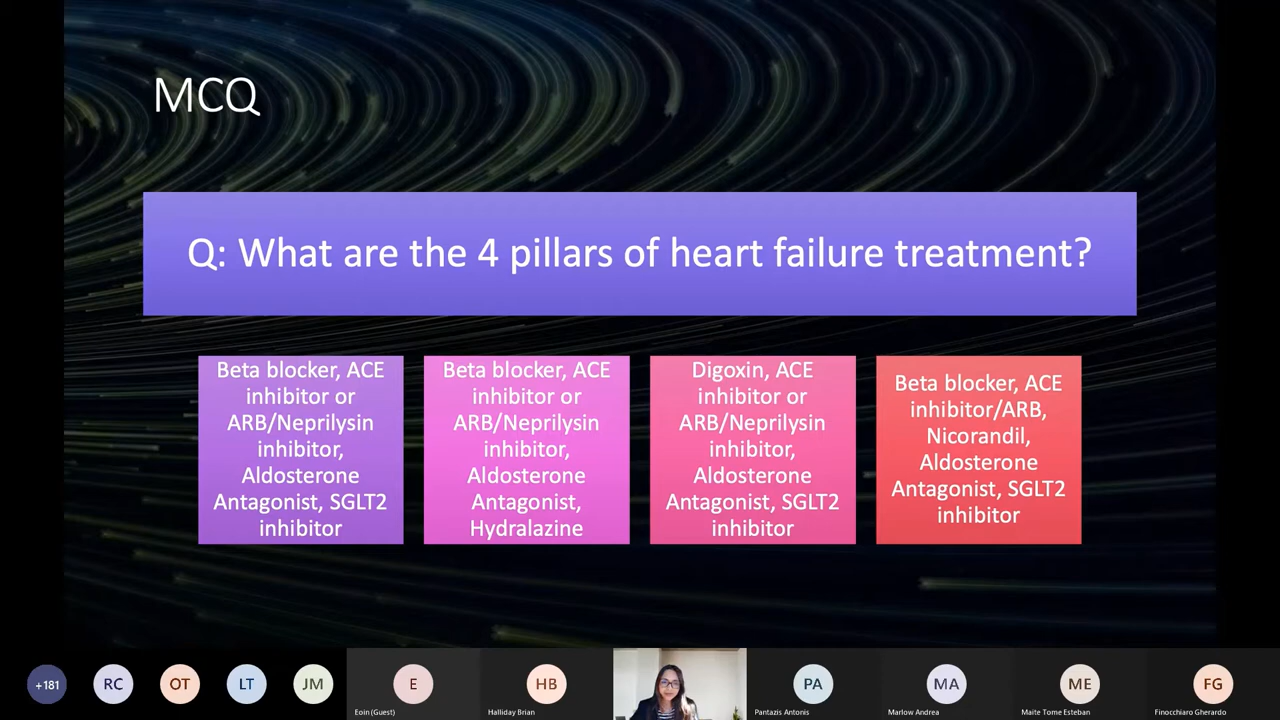 MCQ
Q: What are the 4 pillars of heart failure treatment?
Beta blocker, ACE
inhibitor or
ARB/Neprilysin
inhibitor,
Aldosterone
Antagonist, SGLT2
inhibitor
Beta blocker, ACE
inhibitor or
ARB/Neprilysin
inhibitor,
Aldosterone
Antagonist,
Hydralazine
Digoxin, ACE
inhibitor or
ARB/Neprilysin
inhibitor,
Aldosterone
Antagonist, SGLT2
inhibitor
Beta blocker, ACE
inhibitor/ARB,
Nicorandil,
Aldosterone
Antagonist, SGLT2
inhibitor
+181
RC
OT
LT
JM
E
Eoin (Guest)
HB
Halliday Brian
PA
Pantazis Antonis
MA
Marlow Andrea
ME
Maite Tome Esteban
FG
Finocchiaro Gherardo